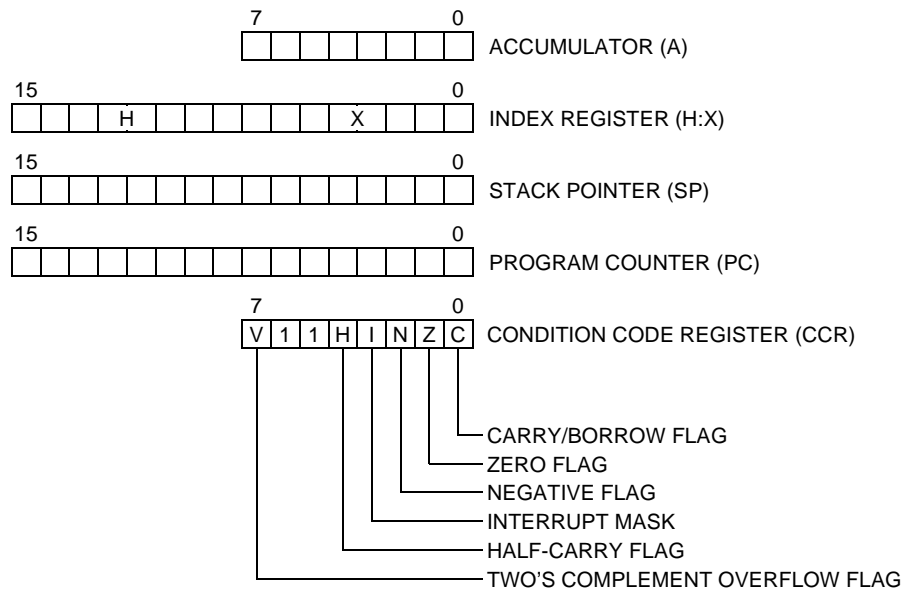 7 0
ACCUMULATOR (A)
15 0
H X INDEX REGISTER (H:X)
15 0
STACK POINTER (SP)
15 0
PROGRAM COUNTER (PC)
7 0
V 1 1 H I N Z C CONDITION CODE REGISTER (CCR)
CARRY/BORROW FLAG
ZERO FLAG
NEGATIVE FLAG
INTERRUPT MASK
HALF-CARRY FLAG
TWO'S COMPLEMENT OVERFLOW FLAG